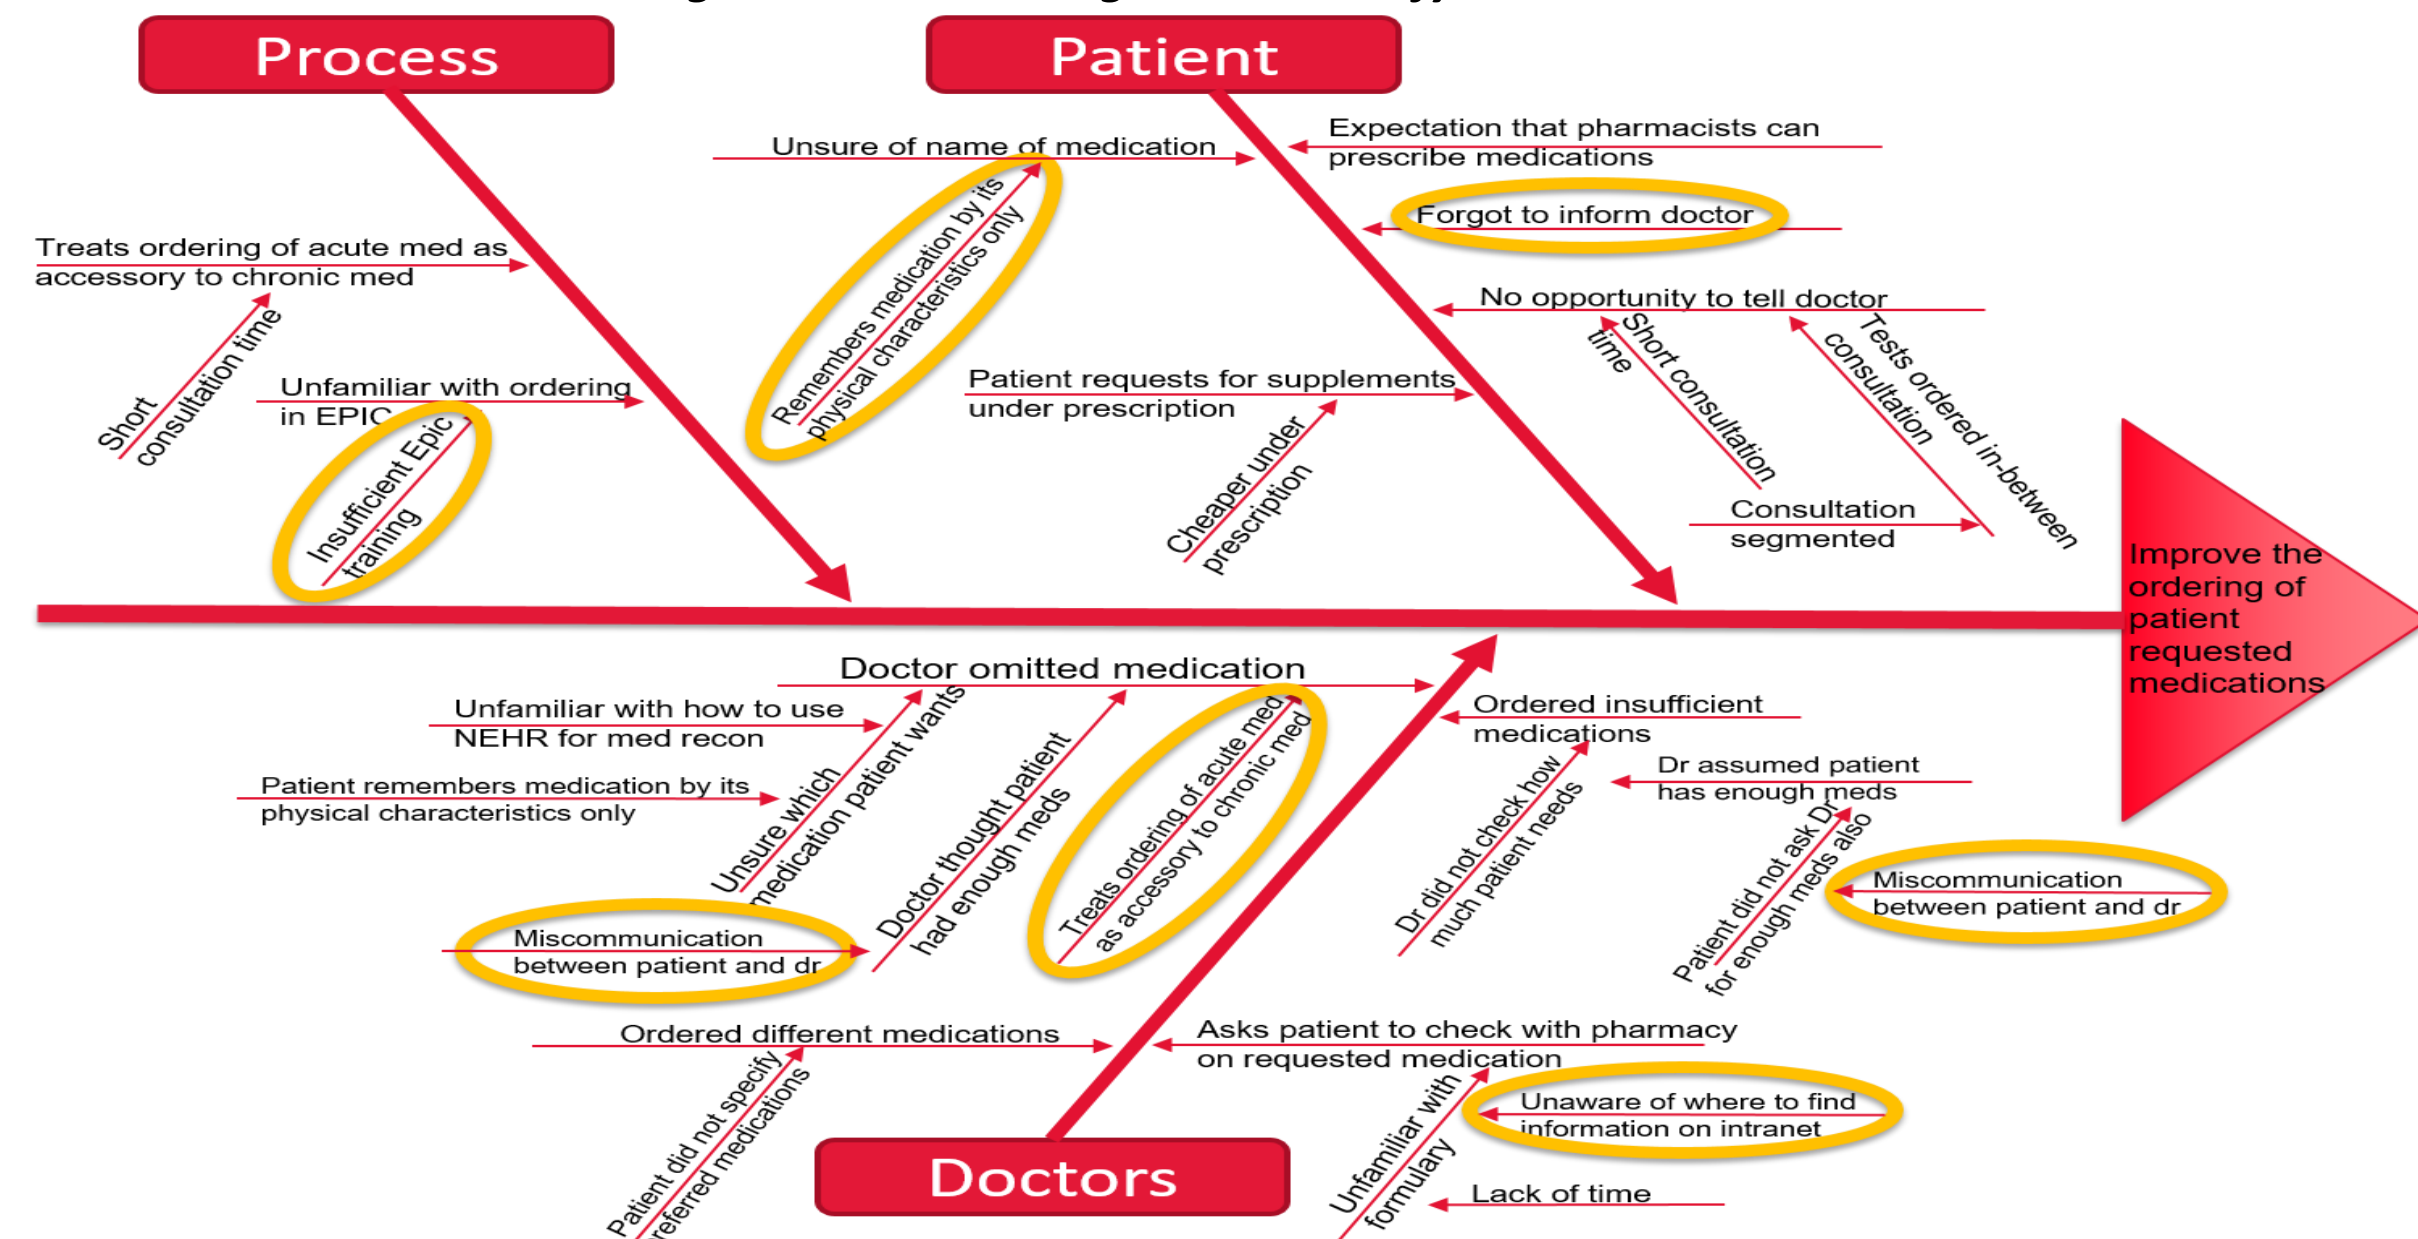 Process
Patient
Unsure of name of medication
Remembers medication by its
physical characteristics only
Expectation that pharmacists can
prescribe medications
Forgot to inform doctor
Treats ordering of acute med as
accessory to chronic med
Short
consultation time
Unfamiliar with ordering
in EPIC
Insufficient Epic
training
No opportunity to tell doctor
Short consultation
time
Tests ordered in-between
consultation
Consultation
segmented
Patient requests for supplements
under prescription
Cheaper under
prescription
Improve the
ordering of
patient
requested
medications
Doctor omitted medication
Unfamiliar with how to use
NEHR for med recon
Patient remembers medication by its
physical characteristics only
Unsure which
medication patient wants
Doctor thought patient
had enough meds
Miscommunication
between patient and dr
Treats ordering of acute med
as accessory to chronic med
Ordered insufficient
medications
Dr did not check how
much patient needs
Dr assumed patient
has enough meds
Patient did not ask Dr
for enough meds also
Miscommunication
between patient and dr
Ordered different medications
Patient did not specify
medications
Asks patient to check with pharmacy
on requested medication
Unfamiliar with
formulary
Unaware of where to find
information on intranet
Lack of time
Doctors